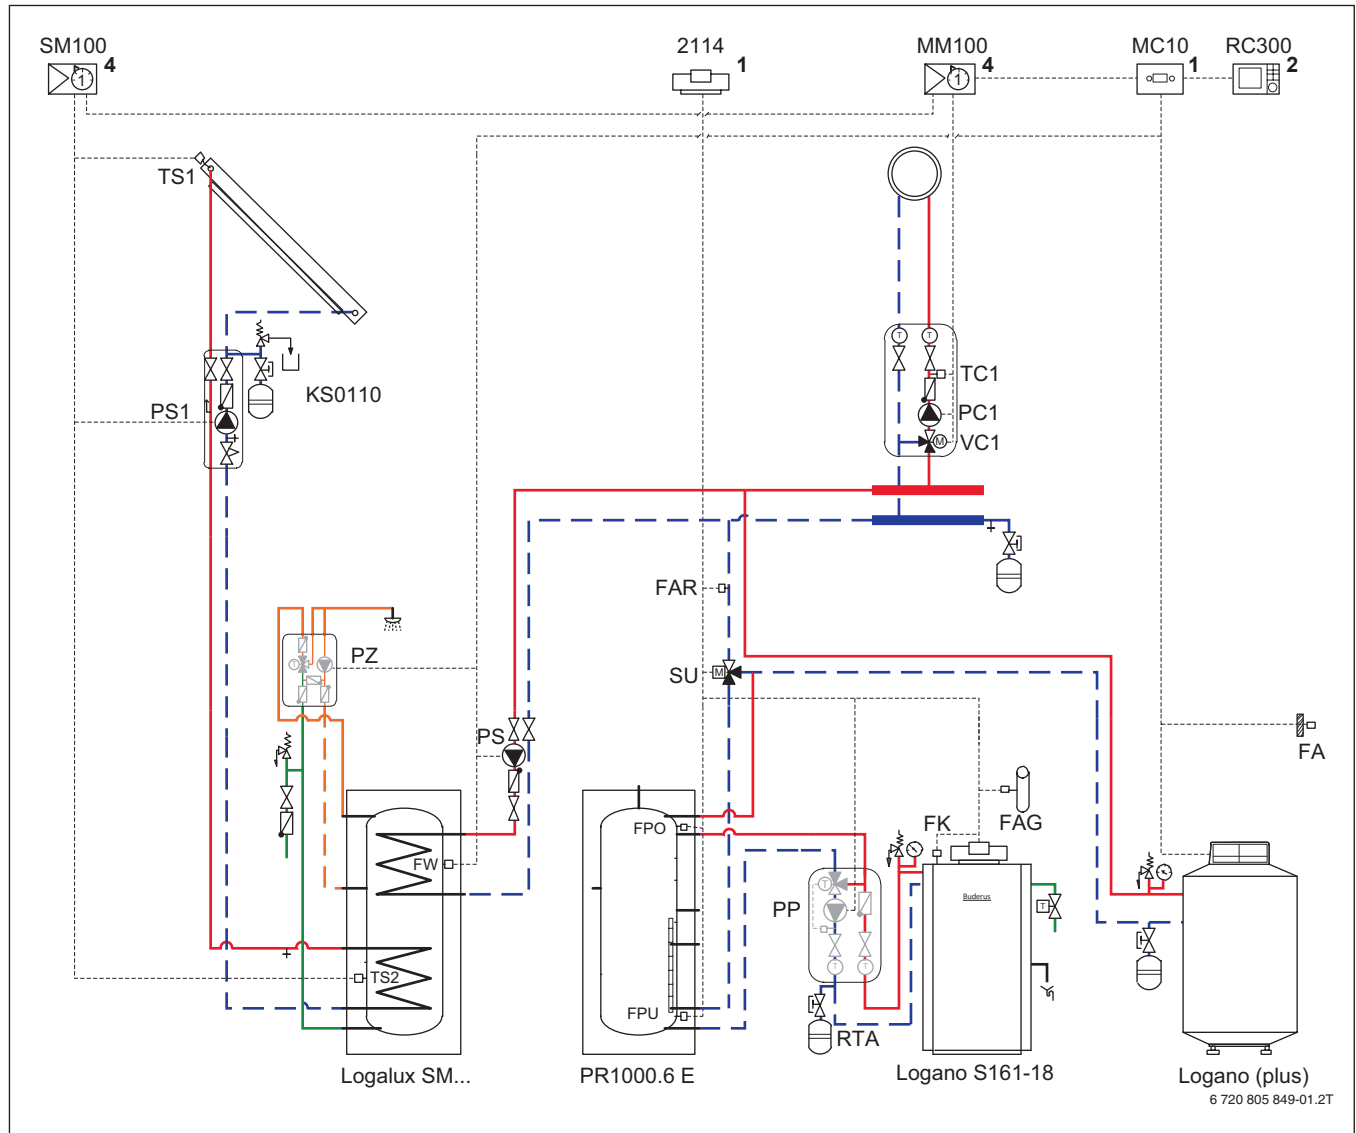 SM100 4
2114 1
MM100 4
MC10 1
RC300 2
1
1
TS1
KS0110
PS1
T T
TC1
PC1
M VC1
FAR
T PZ
SU M
PS
FA
FPO
FK
FAG
FW
T
PP
Buderus
T
TS2
T T
FPU
RTA
Logalux SM...
PR1000.6 E
Logano S161-18
Logano (plus)
6 720 805 849-01.2T